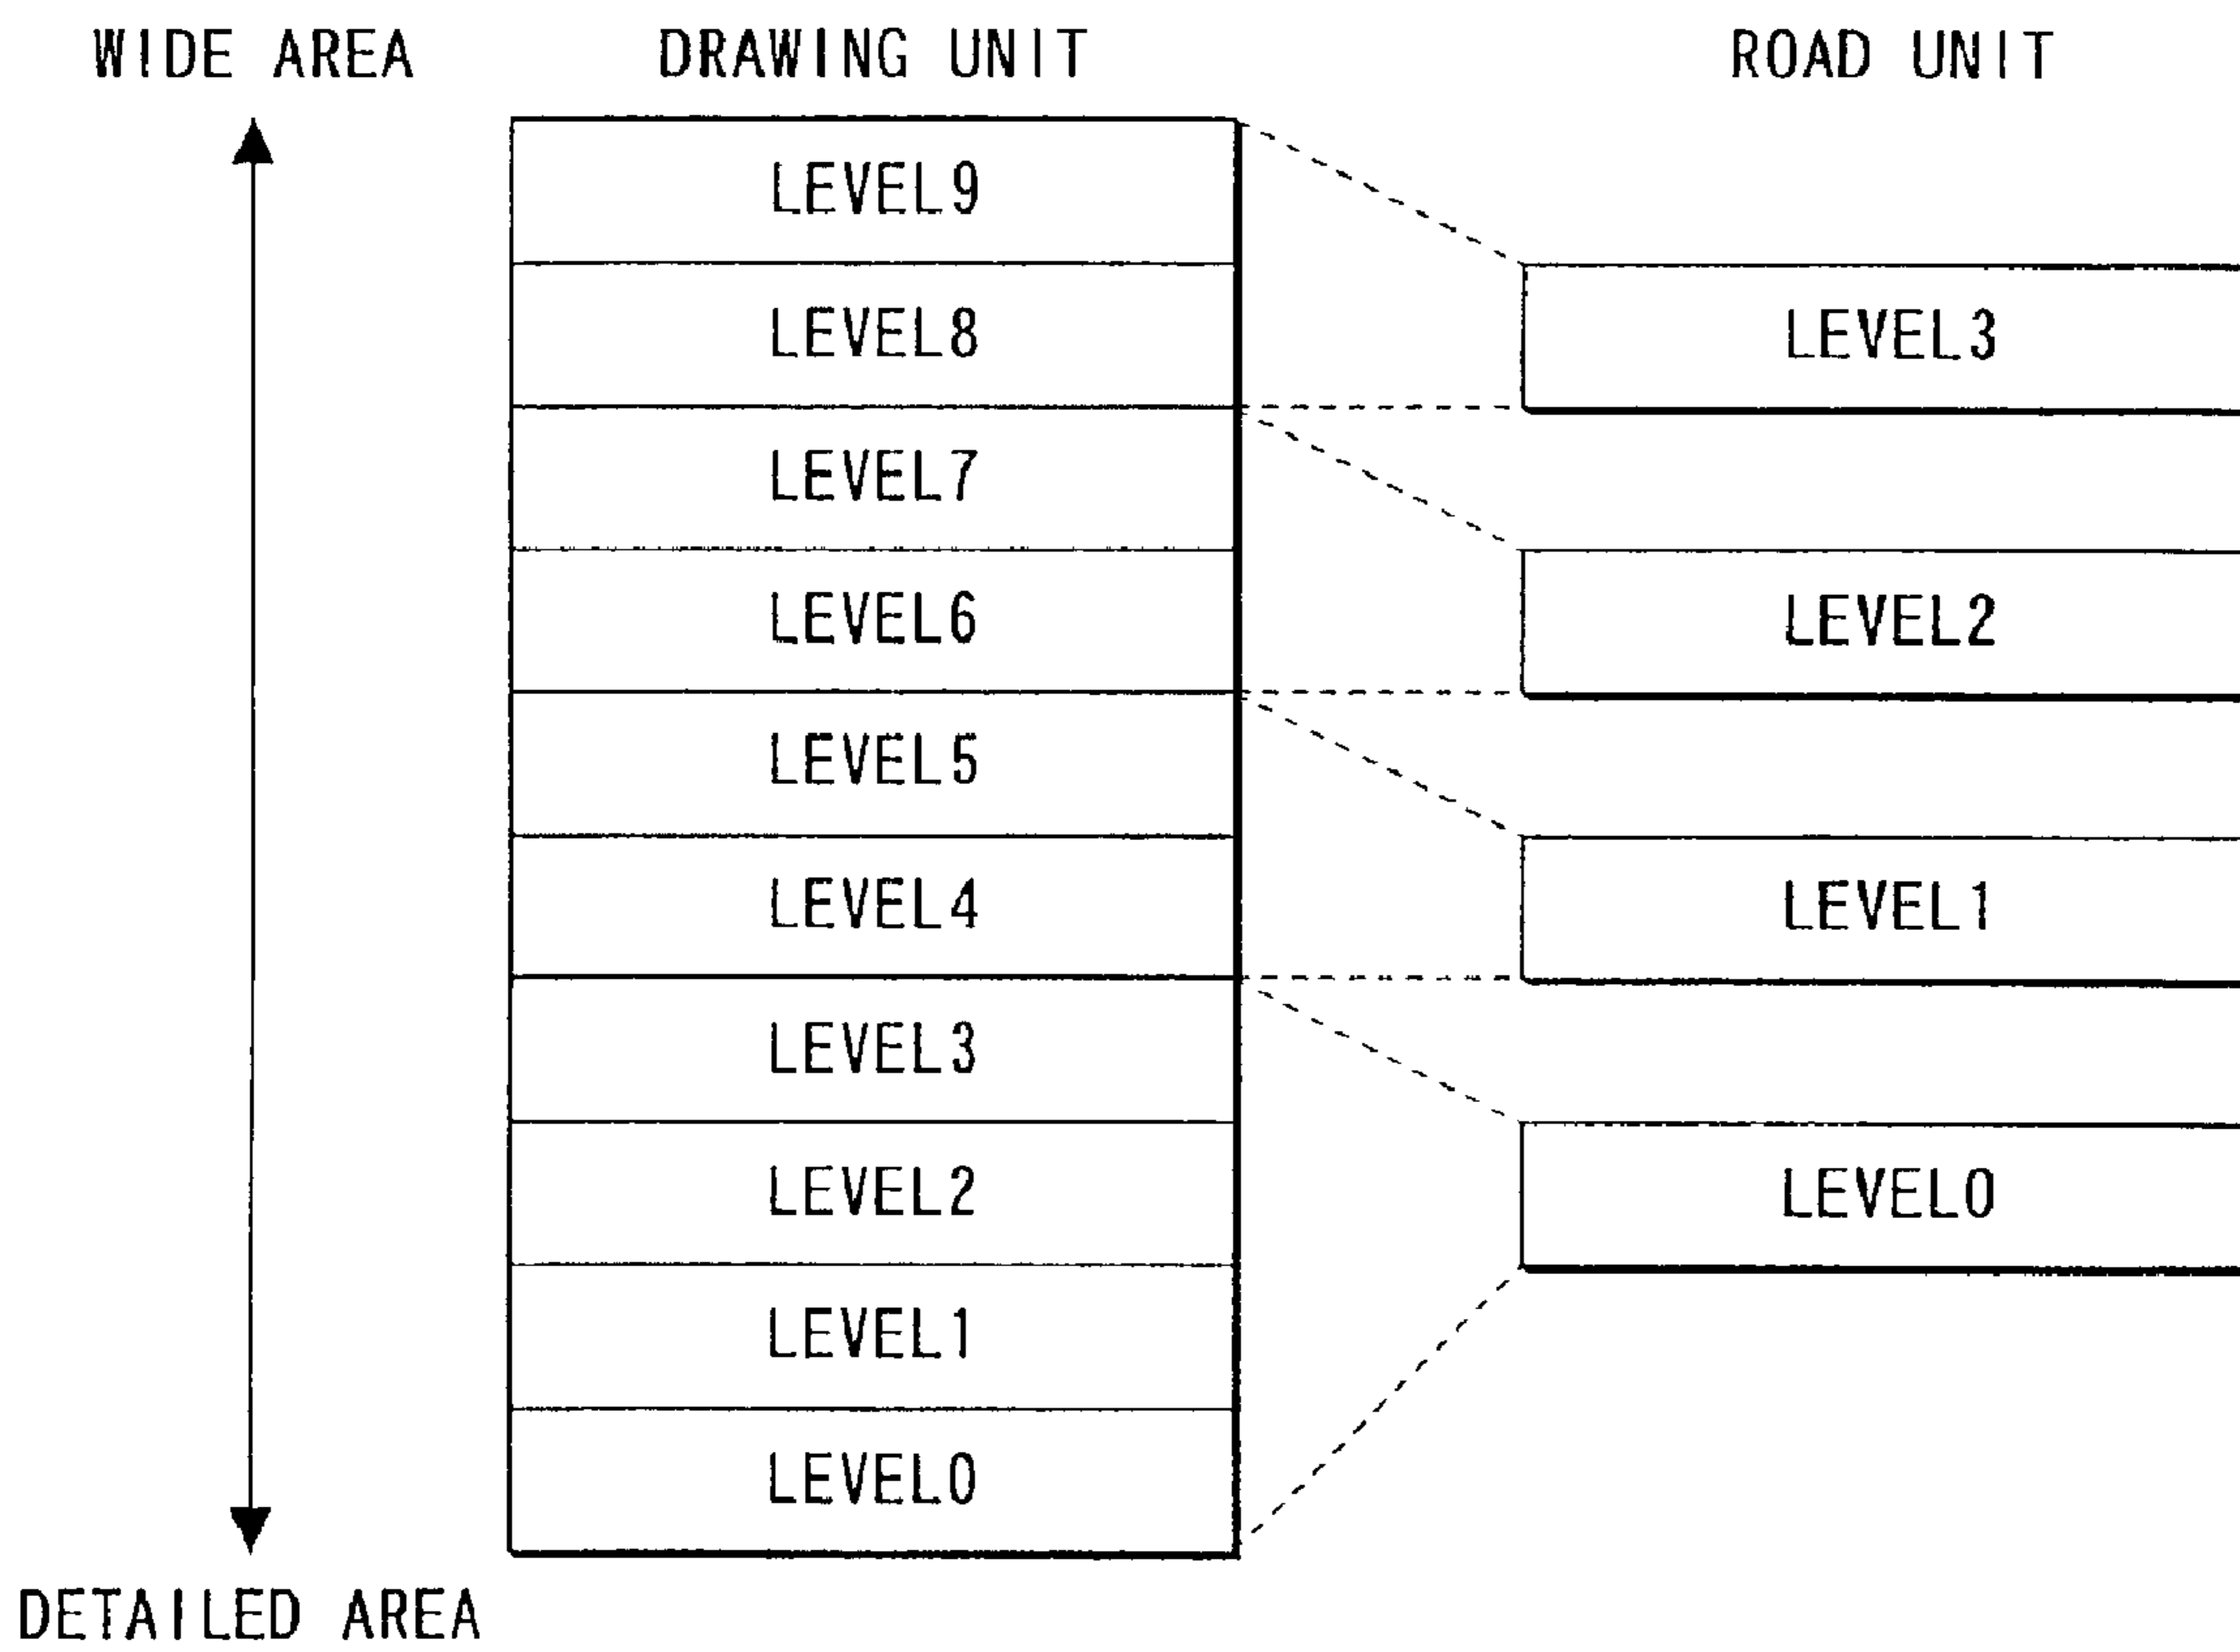 WIDE AREA
DRAWING UNIT
ROAD UNIT
LEVEL9
LEVEL8
LEVEL7
LEVEL6
LEVEL5
LEVEL4
LEVEL3
LEVEL2
LEVEL1
LEVEL0
LEVEL3
LEVEL2
LEVEL1
LEVEL0
DETAILED AREA